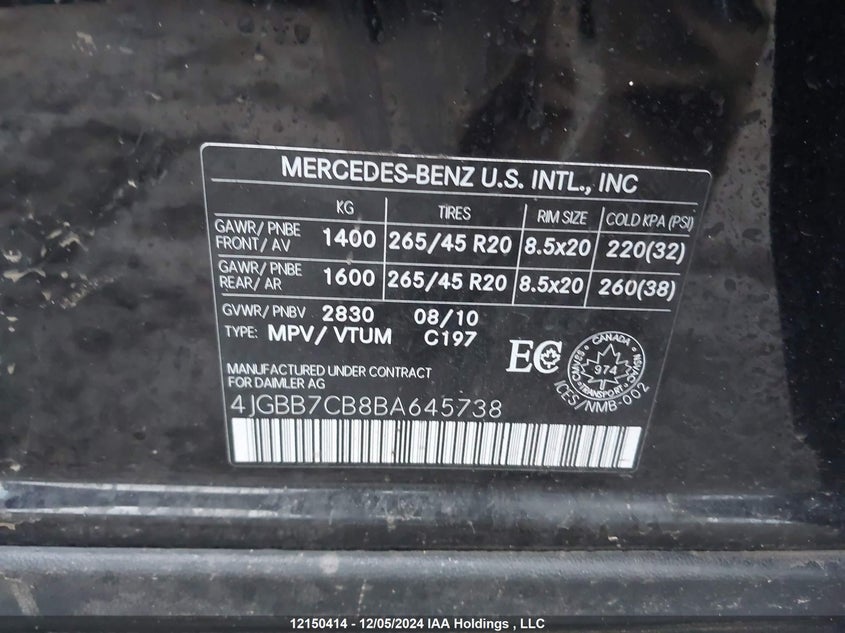 MERCEDES-BENZ U.S. INTL., INC
KG TIRES RIM SIZE COLD KPA (PSI)
GAWR/ PNBE
FRONT/ AV 1400 265/45 R20 8.5x20 220(32)
GAWR/ PNBE
REAR/ AR 1600 265/45 R20 8.5x20 260(38)
GVWR/ PNBV 2830 08/10
TYPE: MPV/ VTUM C197
EC
CANADA
974
TRANSPORT
ICES/NMB-002
MANUFACTURED UNDER CONTRACT
FOR DAIMLER AG
4JGBB7CB8BA645738
12150414 - 12/05/2024 IAA Holdings , LLC